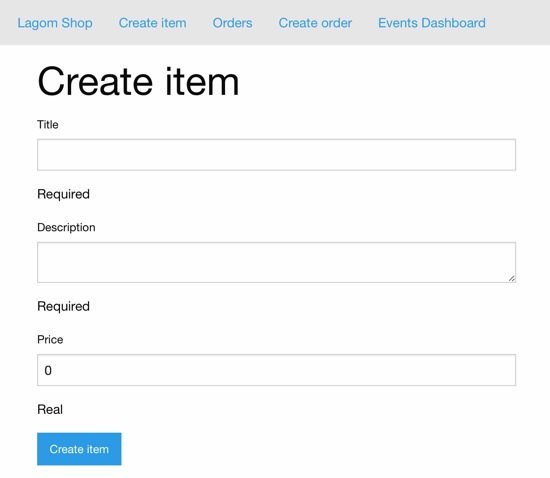 Lagom Shop Create item Orders Create order Events Dashboard
Create item
Title
Required
Description
Required
Price
0
Real
Create item